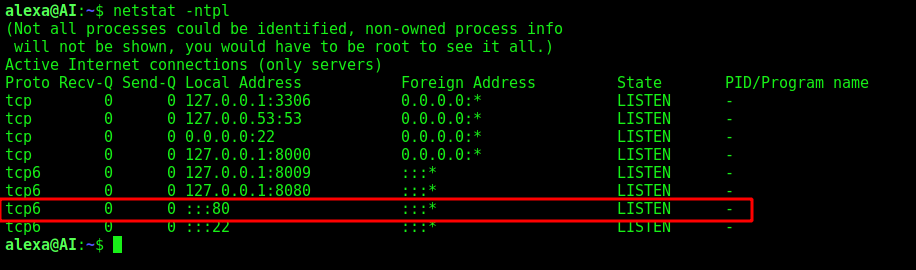 alexa@AI:~$ netstat -ntpl
(Not all processes could be identified, non-owned process info
 will not be shown, you would have to be root to see it all.)
Active Internet connections (only servers)
Proto Recv-Q Send-Q Local Address           Foreign Address         State       PID/Program name
tcp        0      0 127.0.0.1:3306          0.0.0.0:*               LISTEN      -
tcp        0      0 127.0.0.53:53           0.0.0.0:*               LISTEN      -
tcp        0      0 0.0.0.0:22              0.0.0.0:*               LISTEN      -
tcp        0      0 127.0.0.1:8000          0.0.0.0:*               LISTEN      -
tcp6       0      0 127.0.0.1:8009          :::*                    LISTEN      -
tcp6       0      0 127.0.0.1:8080          :::*                    LISTEN      -
tcp6       0      0 :::80                   :::*                    LISTEN      -
tcp6       0      0 :::22                   :::*                    LISTEN      -
alexa@AI:~$